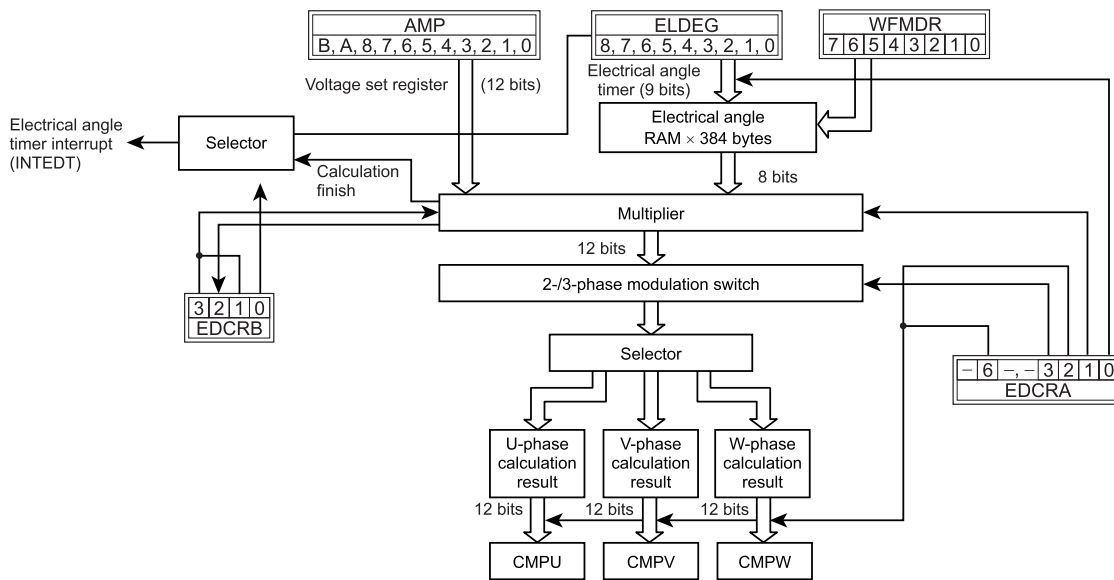 AMP
B, A, 8, 7, 6, 5, 4, 3, 2, 1, 0
ELDEG
8, 7, 6, 5, 4, 3, 2, 1, 0
WFMDR
7 6 5 4 3 2 1 0
Voltage set register
(12 bits)
Electrical angle
timer (9 bits)
Electrical angle
RAM × 384 bytes
Electrical angle
timer interrupt
(INTEDT)
Selector
Calculation
finish
8 bits
Multiplier
12 bits
2-/3-phase modulation switch
3 2 1 0
EDCRB
Selector
– 6 –, – 3 2 1 0
EDCRA
U-phase
calculation
result
V-phase
calculation
result
W-phase
calculation
result
12 bits
12 bits
12 bits
CMPU
CMPV
CMPW